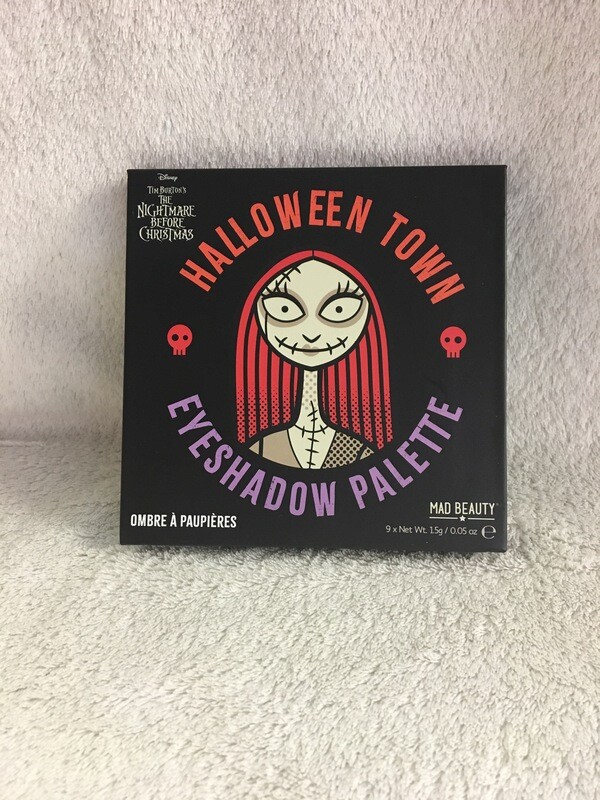 Disney
TIM BURTON'S
THE
NIGHTMARE
BEFORE
CHRISTMAS
HALLOWEEN TOWN
EYESHADOW PALETTE
OMBRE À PAUPIÈRES
MAD BEAUTY
9 x Net Wt. 1.5g / 0.05 oz ℮